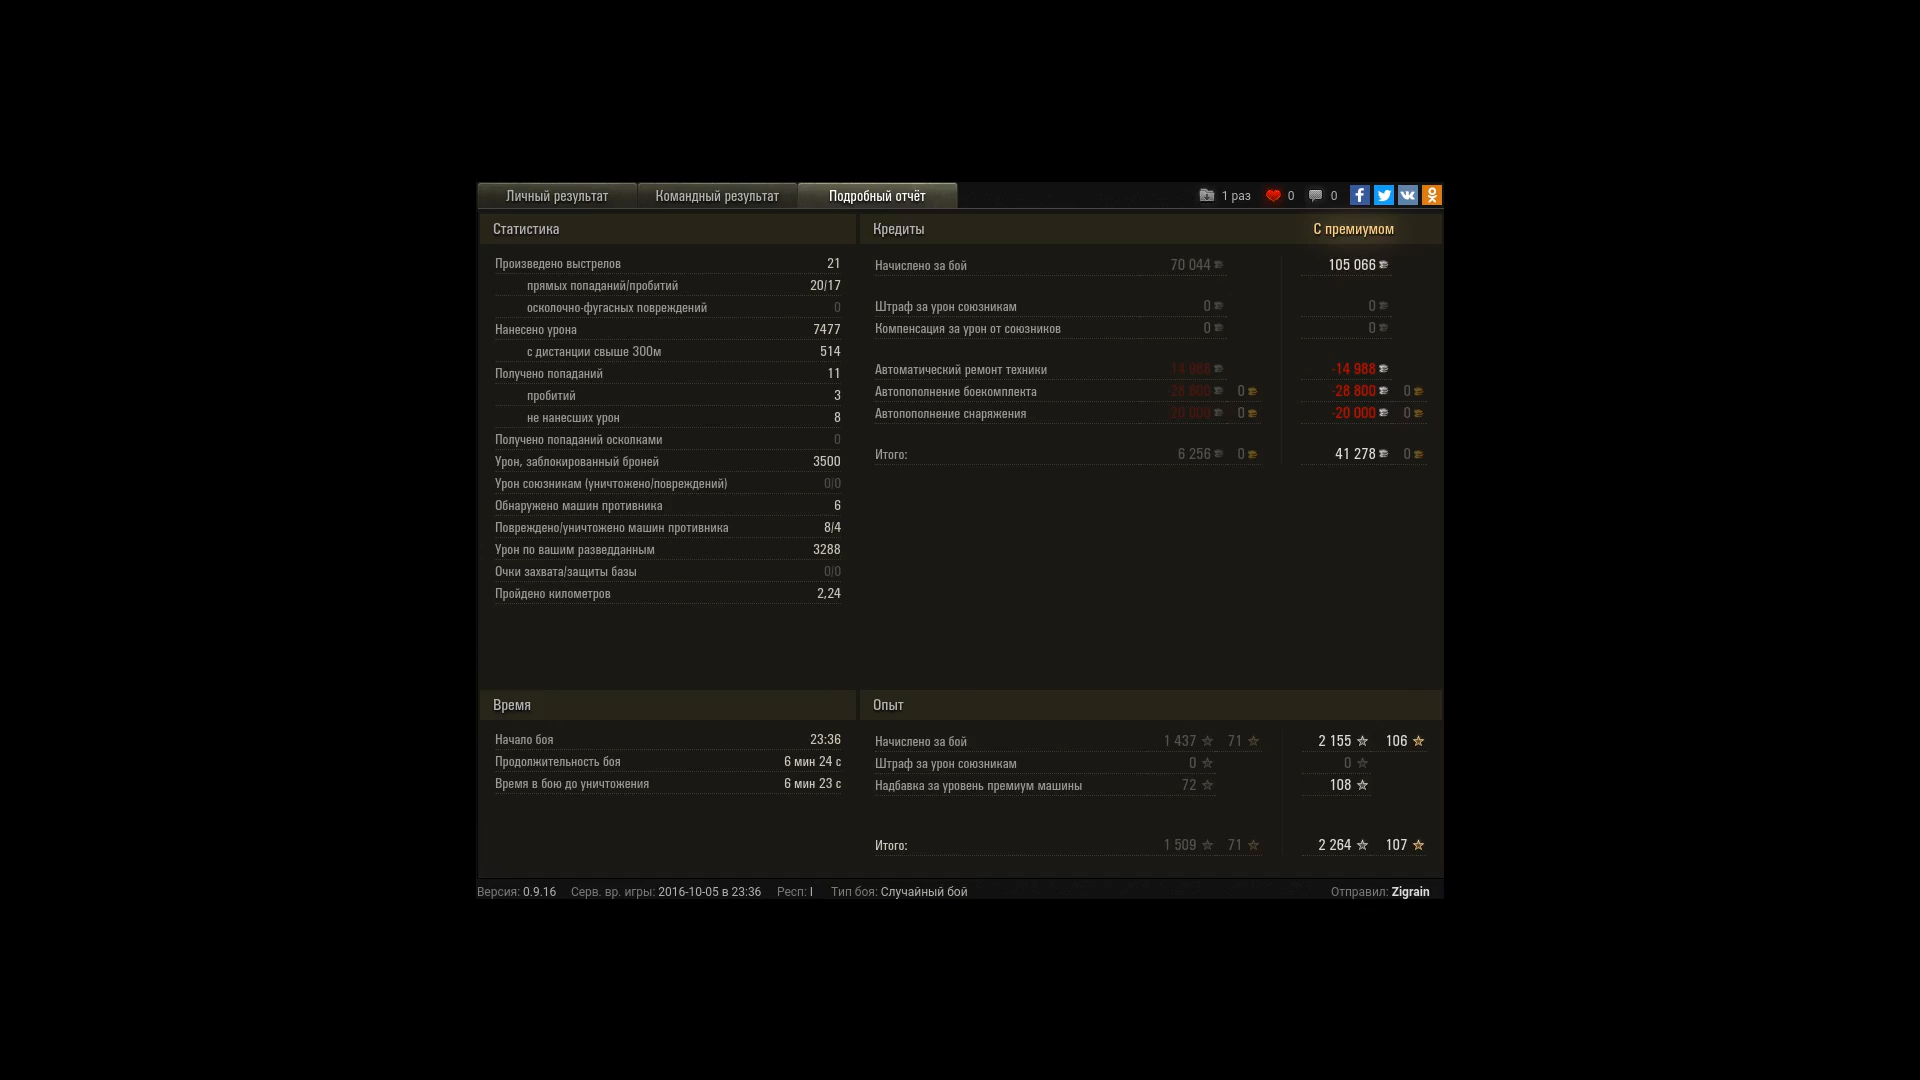 Личный результат Командный результат Подробный отчёт 1 раз 0 0
Статистика
Произведено выстрелов 21
прямых попаданий/пробитий 20/17
осколочно-фугасных повреждений 0
Нанесено урона 7477
с дистанции свыше 300м 514
Получено попаданий 11
пробитий 3
не нанесших урон 8
Получено попаданий осколками 0
Урон, заблокированный броней 3500
Урон союзникам (уничтожено/повреждений) 0/0
Обнаружено машин противника 6
Повреждено/уничтожено машин противника 8/4
Урон по вашим разведданным 3288
Очки захвата/защиты базы 0/0
Пройдено километров 2,24
Кредиты С премиумом
Начислено за бой 70 044 105 066
Штраф за урон союзникам 0 0
Компенсация за урон от союзников 0 0
Автоматический ремонт техники -14 988 -14 988
Автопополнение боекомплекта -28 800 0 -28 800 0
Автопополнение снаряжения -20 000 0 -20 000 0
Итого: 6 256 0 41 278 0
Время
Начало боя 23:36
Продолжительность боя 6 мин 24 с
Время в бою до уничтожения 6 мин 23 с
Опыт
Начислено за бой 1 437 71 2 155 106
Штраф за урон союзникам 0 0
Надбавка за уровень премиум машины 72 108
Итого: 1 509 71 2 264 107
Версия: 0.9.16 Серв. вр. игры: 2016-10-05 в 23:36 Респ: I Тип боя: Случайный бой Отправил: Zigrain